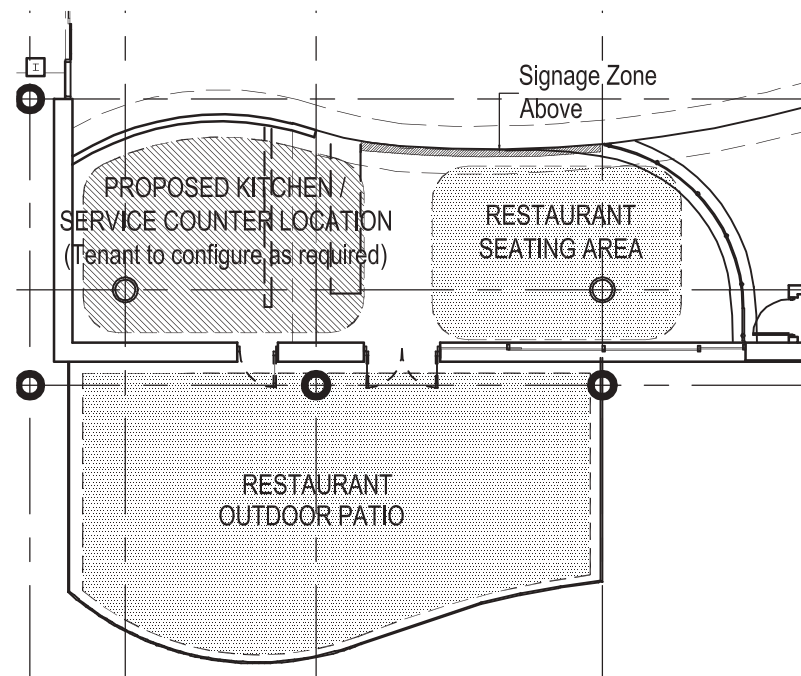 Signage Zone
Above
PROPOSED KITCHEN /
SERVICE COUNTER LOCATION
(Tenant to configure as required)
RESTAURANT
SEATING AREA
RESTAURANT
OUTDOOR PATIO